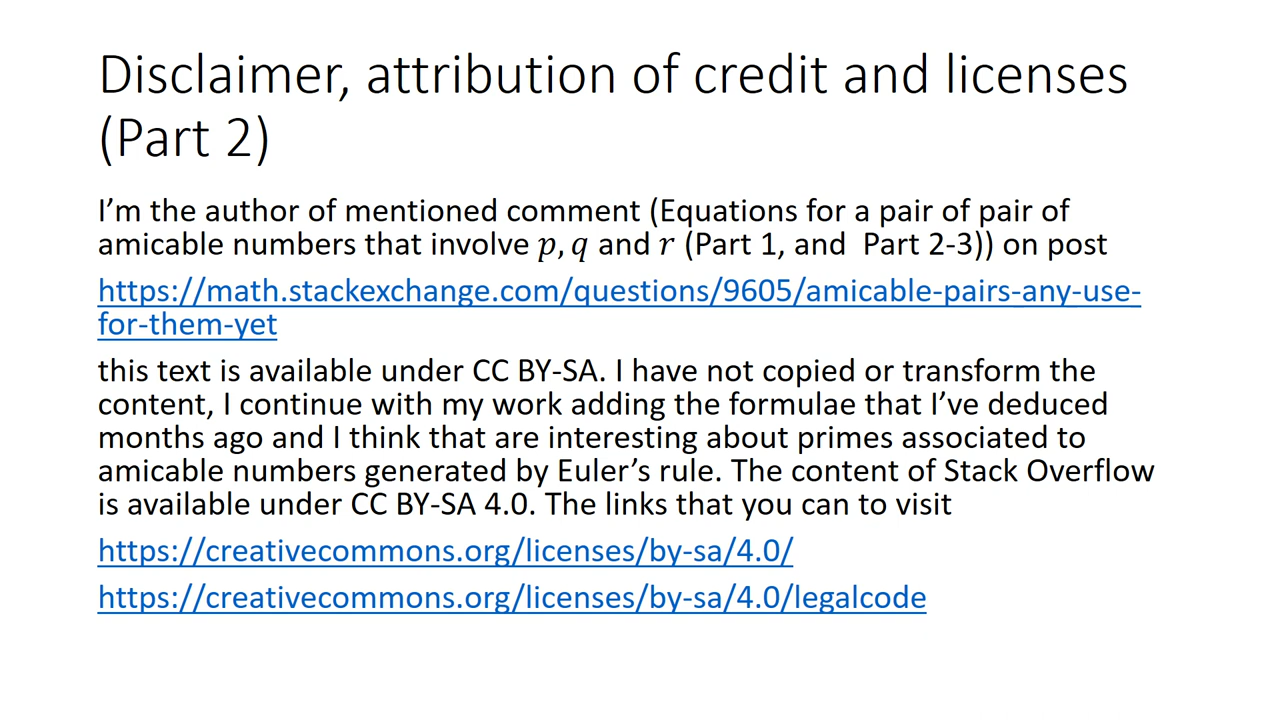 Disclaimer, attribution of credit and licenses
(Part 2)
I’m the author of mentioned comment (Equations for a pair of pair of
amicable numbers that involve p, q and r (Part 1, and  Part 2-3)) on post
https://math.stackexchange.com/questions/9605/amicable-pairs-any-use-
for-them-yet
this text is available under CC BY-SA. I have not copied or transform the
content, I continue with my work adding the formulae that I’ve deduced
months ago and I think that are interesting about primes associated to
amicable numbers generated by Euler’s rule. The content of Stack Overflow
is available under CC BY-SA 4.0. The links that you can to visit
https://creativecommons.org/licenses/by-sa/4.0/
https://creativecommons.org/licenses/by-sa/4.0/legalcode